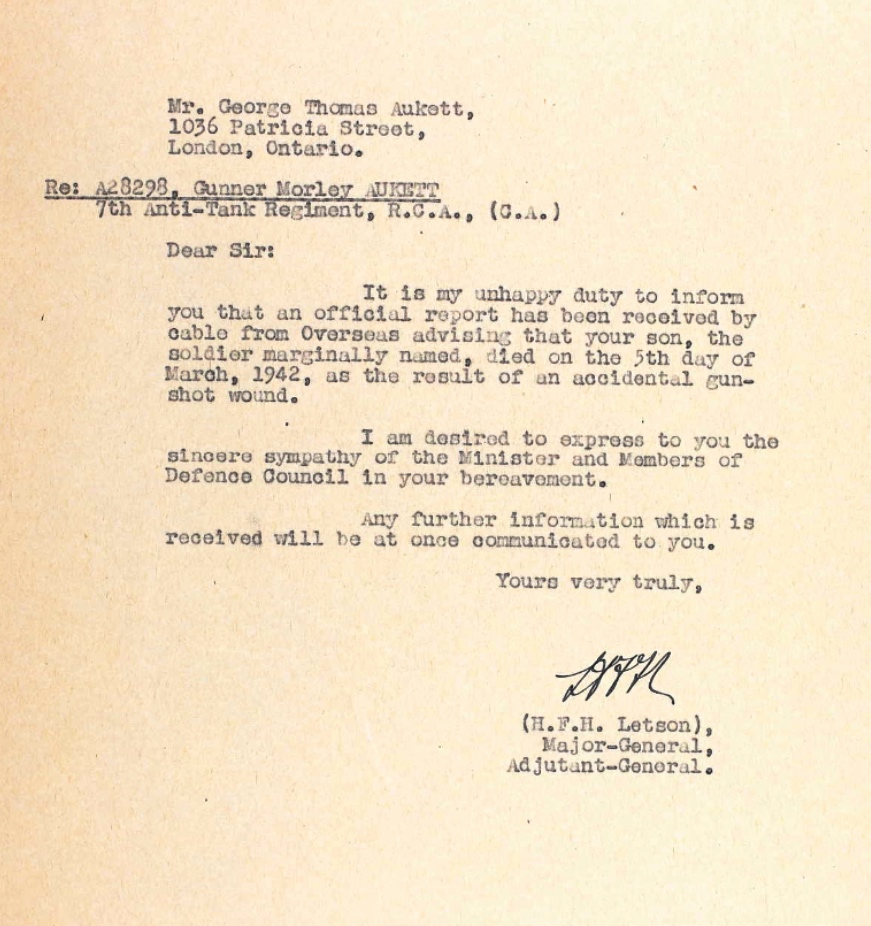 Mr. George Thomas Aukett,
1036 Patricia Street,
London, Ontario.
Re: A28298, Gunner Morley AUKETT
7th Anti-Tank Regiment, R.C.A., (C.A.)
Dear Sir:
It is my unhappy duty to inform
you that an official report has been received by
cable from Overseas advising that your son, the
soldier marginally named, died on the 5th day of
March, 1942, as the result of an accidental gun-
shot wound.
I am desired to express to you the
sincere sympathy of the Minister and Members of
Defence Council in your bereavement.
Any further information which is
received will be at once communicated to you.
Yours very truly,
(H.F.H. Letson),
Major-General,
Adjutant-General.